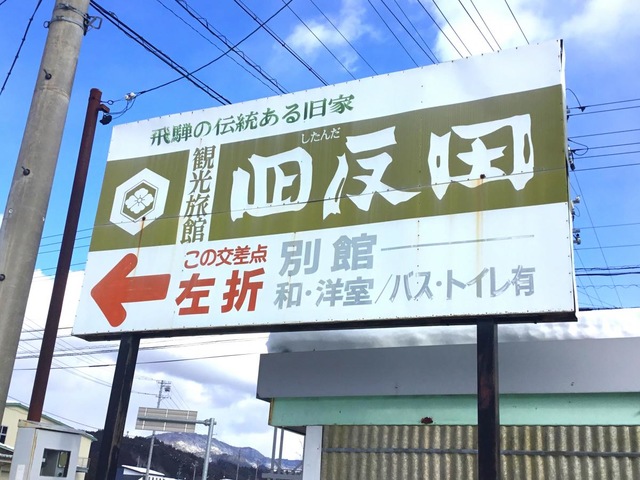 飛騨の伝統ある旧家
観光旅館
したんだ
四反田
この交差点
左折
別館
和・洋室/バス・トイレ有